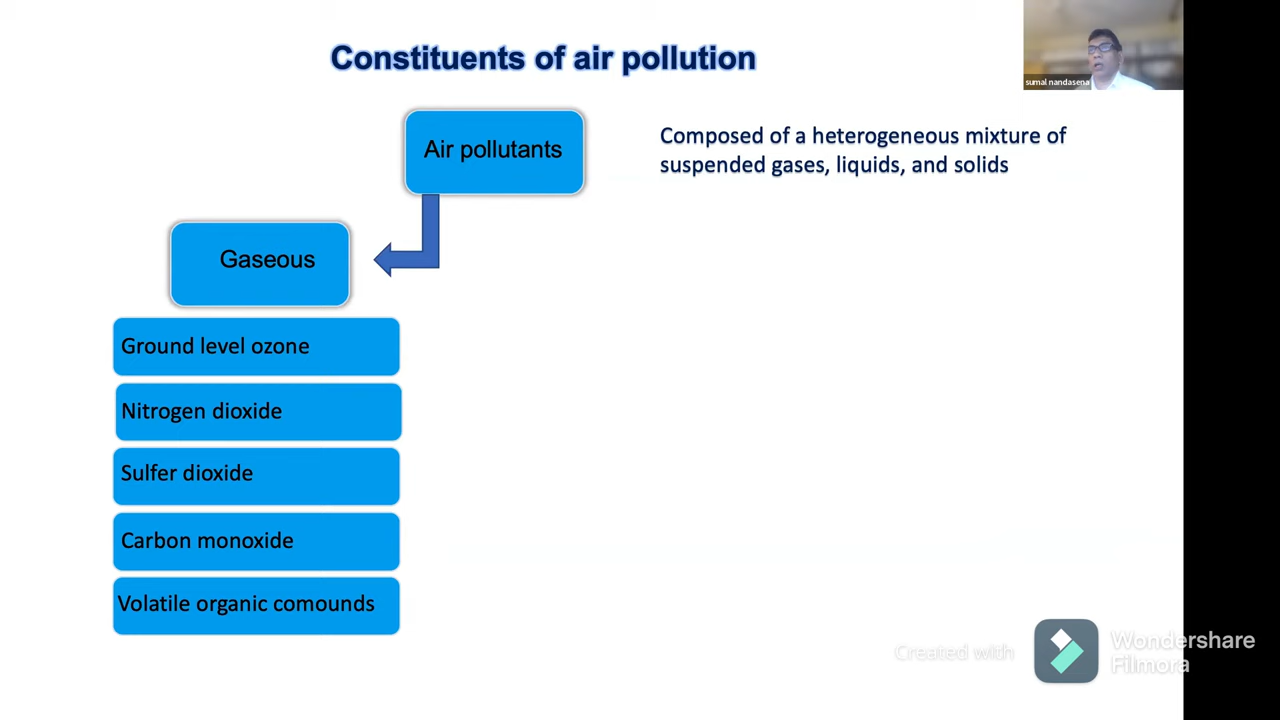 Constituents of air pollution
sumal nandasena
Air pollutants
Composed of a heterogeneous mixture of
suspended gases, liquids, and solids
Gaseous
Ground level ozone
Nitrogen dioxide
Sulfer dioxide
Carbon monoxide
Volatile organic comounds
Created with
Wondershare
Filmora